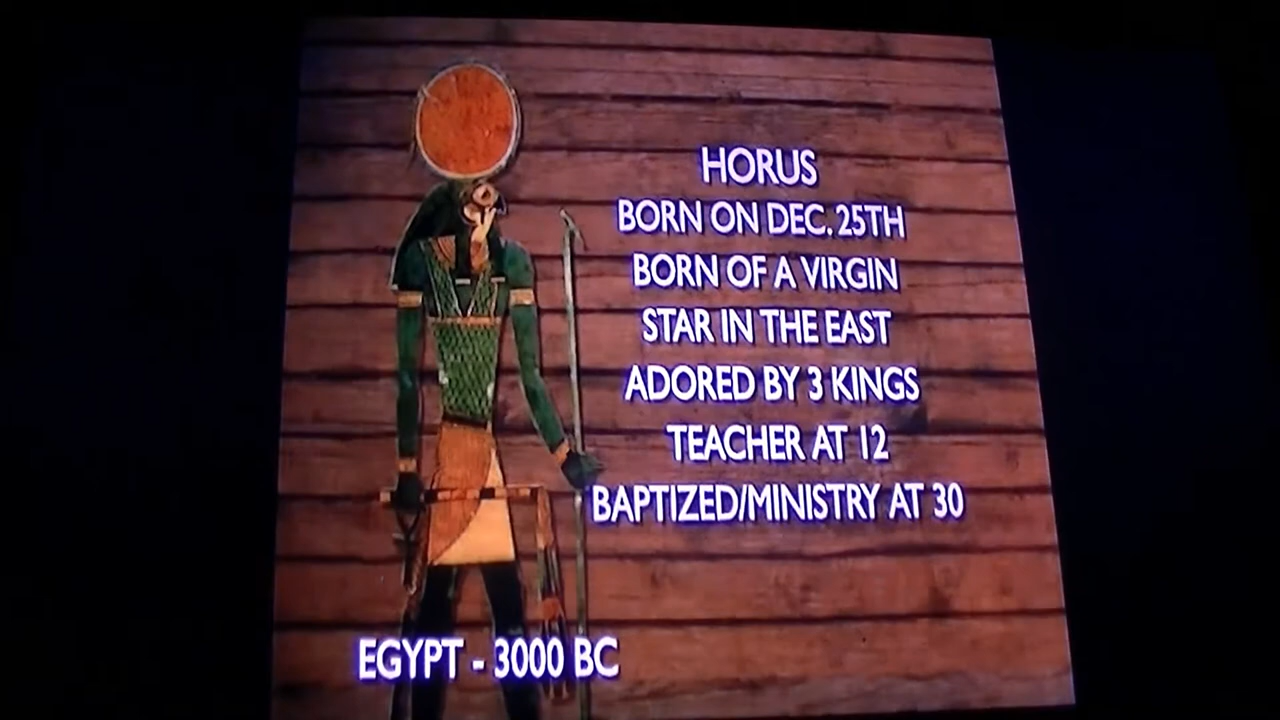 HORUS
BORN ON DEC. 25TH
BORN OF A VIRGIN
STAR IN THE EAST
ADORED BY 3 KINGS
TEACHER AT 12
BAPTIZED/MINISTRY AT 30
EGYPT - 3000 BC